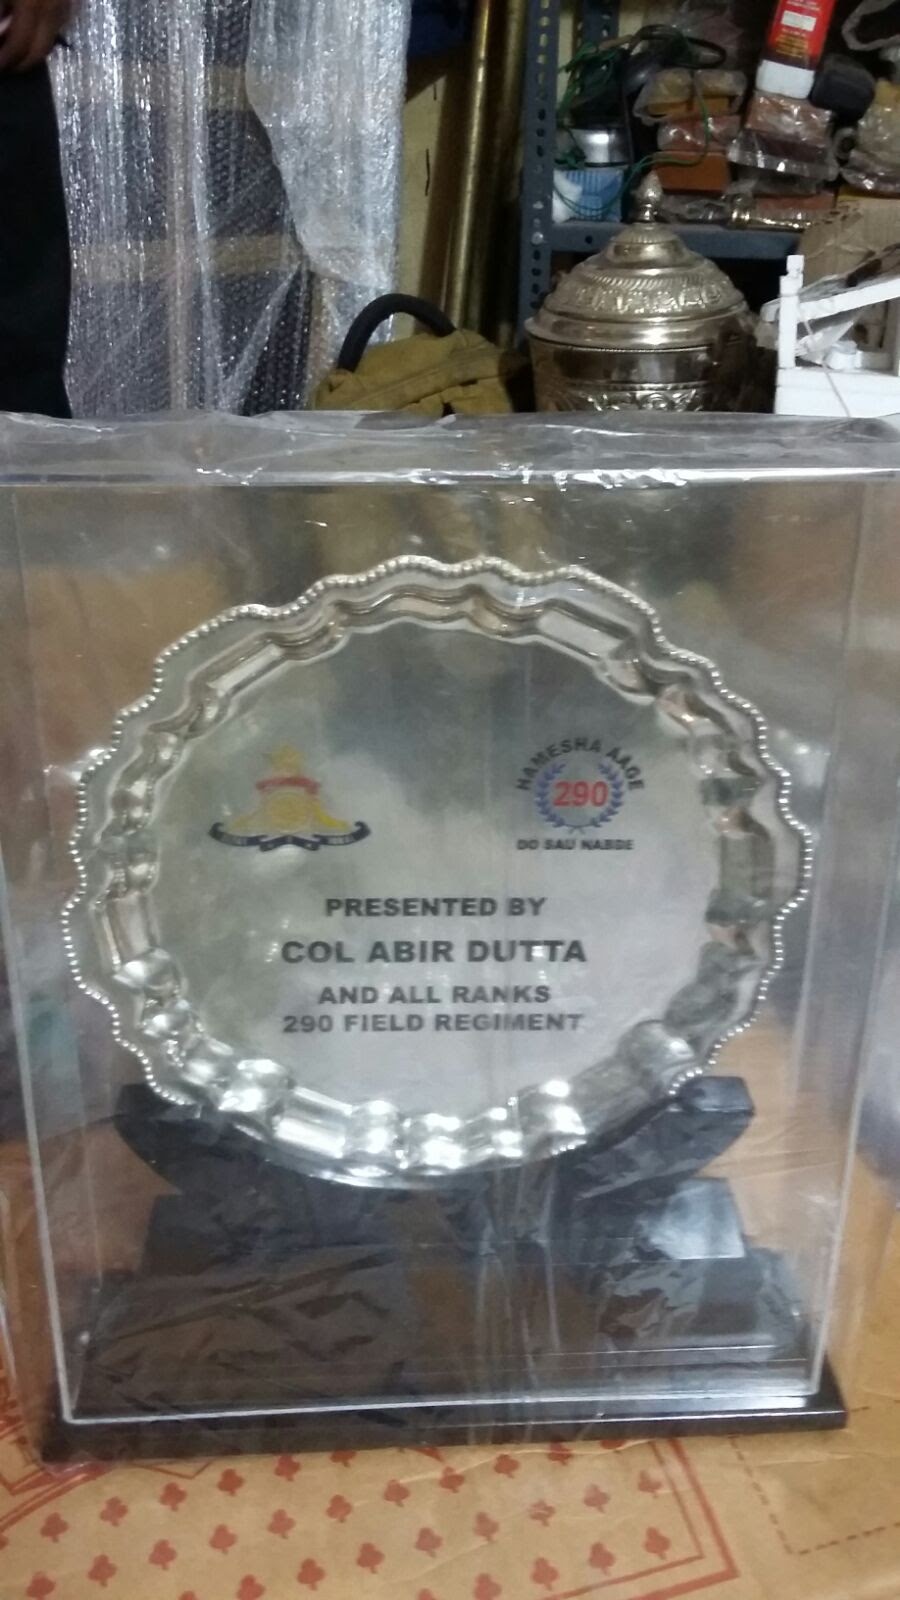 HAMESHA AAGE
290
DO SAU NABBE
PRESENTED BY
COL ABIR DUTTA
AND ALL RANKS
290 FIELD REGIMENT